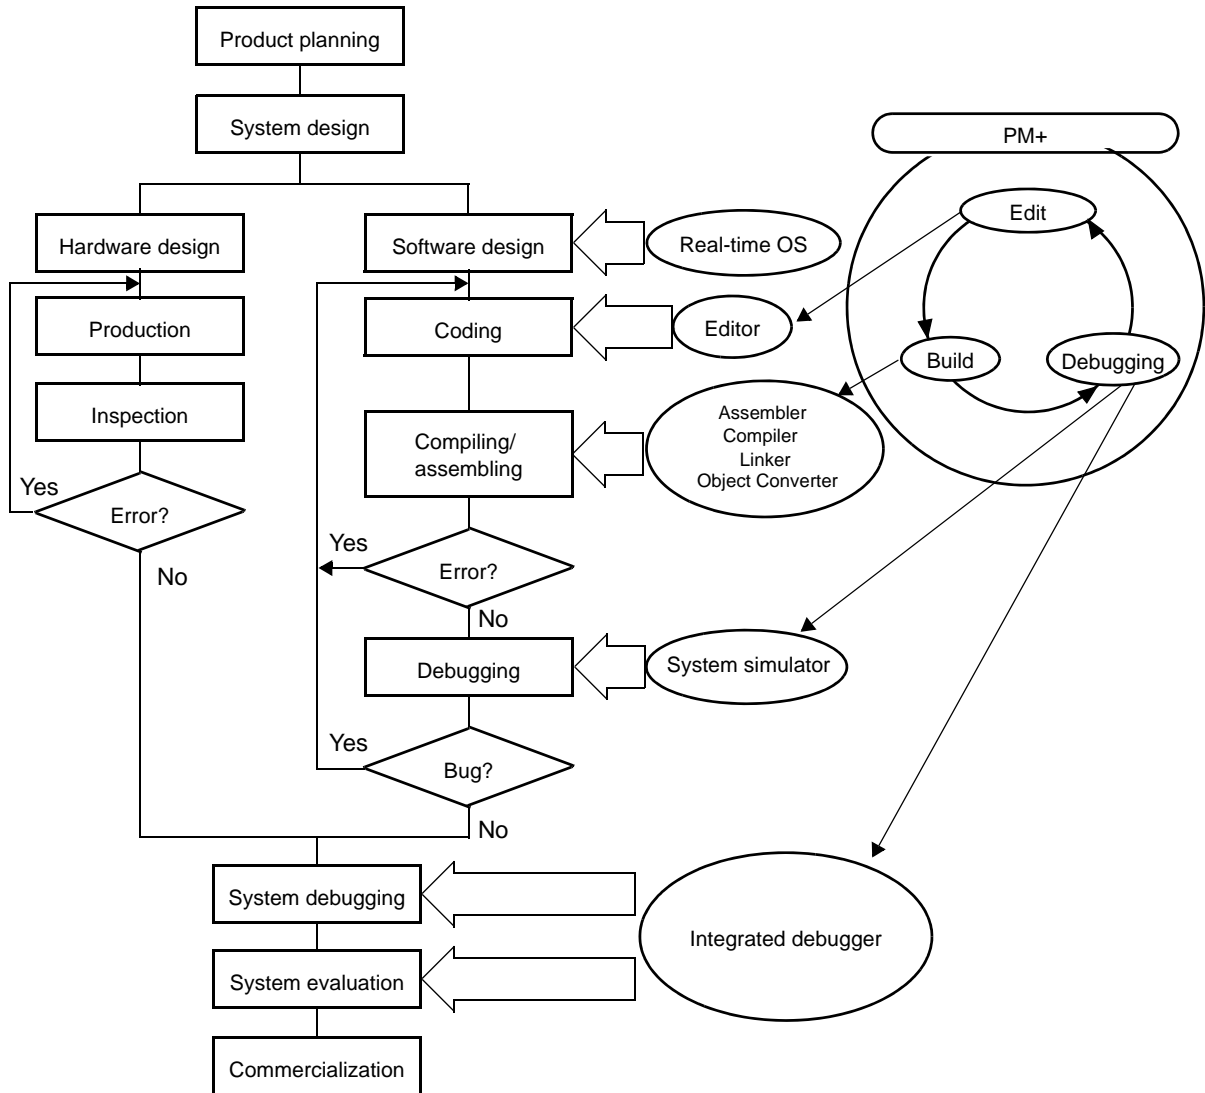 Product planning
System design
PM+
Edit
Hardware design
Software design
Real-time OS
Production
Coding
Editor
Build
Debugging
Inspection
Compiling/
assembling
Assembler
Compiler
Linker
Object Converter
Yes
Error?
No
Yes
Error?
No
Debugging
System simulator
Yes
Bug?
No
System debugging
Integrated debugger
System evaluation
Commercialization